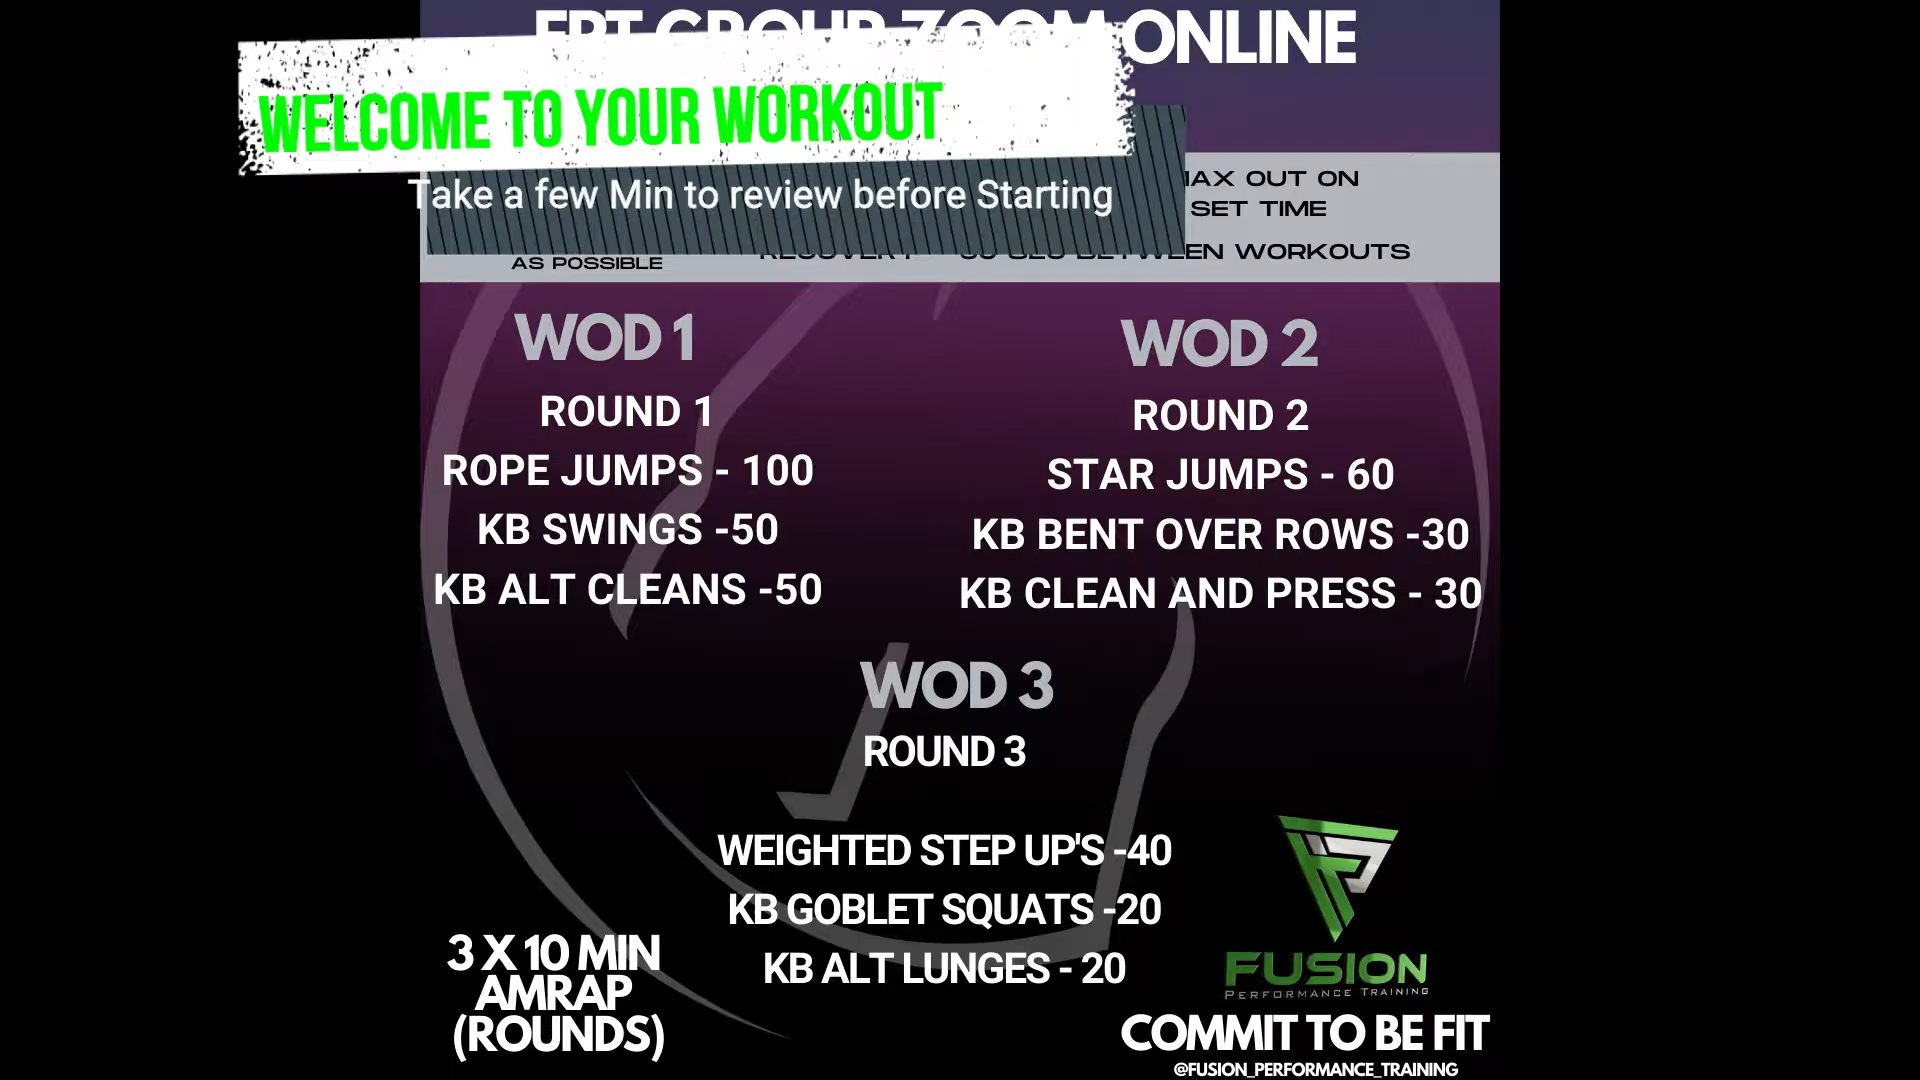 FPT GROUP ZOOM ONLINE
WELCOME TO YOUR WORKOUT
Take a few Min to review before Starting
OUT ON
SET TIME
AS POSSIBLE
RECOVERY
WORKOUTS
WOD 1
ROUND 1
ROPE JUMPS - 100
KB SWINGS -50
KB ALT CLEANS -50
WOD 2
ROUND 2
STAR JUMPS - 60
KB BENT OVER ROWS -30
KB CLEAN AND PRESS - 30
WOD 3
ROUND 3
WEIGHTED STEP UP'S -40
KB GOBLET SQUATS -20
KB ALT LUNGES - 20
3 X 10 MIN
AMRAP
(ROUNDS)
FUSION
PERFORMANCE TRAINING
COMMIT TO BE FIT
@FUSION_PERFORMANCE_TRAINING